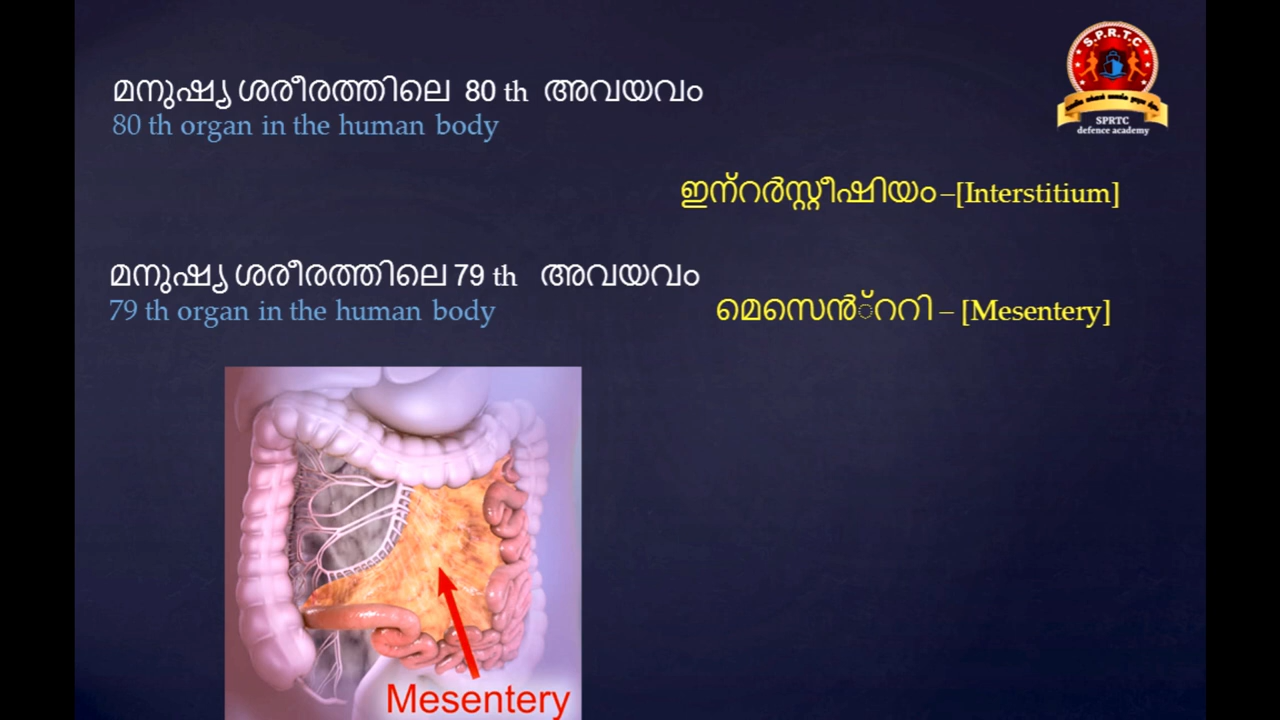 മനുഷ്യ ശരീരത്തിലെ 80 th അവയവം
80 th organ in the human body
ഇന്റർസ്റ്റീഷിയം –[Interstitium]
മനുഷ്യ ശരീരത്തിലെ 79 th അവയവം
79 th organ in the human body
മെസെൻ്ററി – [Mesentery]
Mesentery
S.P.R.T.C
SPRTC
defence academy